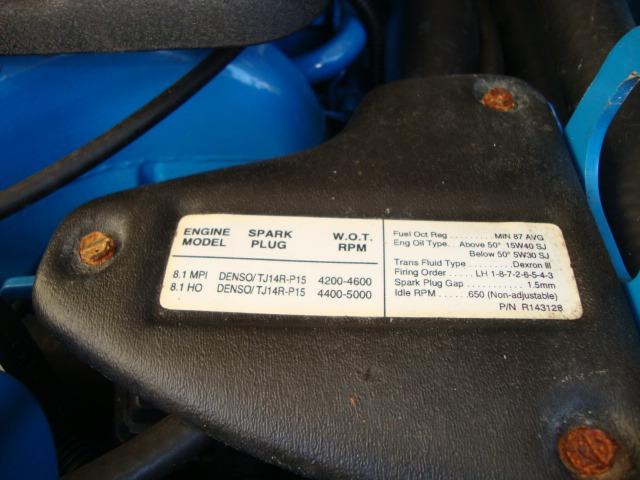 ENGINE MODEL SPARK PLUG W.O.T. RPM
8.1 MPI DENSO/TJ14R-P15 4200-4600
8.1 HO DENSO/TJ14R-P15 4400-5000
Fuel Oct Reg ........ MIN 87 AVG
Eng Oil Type.. Above 50° 15W40 SJ
Below 50° 5W30 SJ
Trans Fluid Type ......... Dexron III
Firing Order ..... LH 1-8-7-2-6-5-4-3
Spark Plug Gap ............. 1.5mm
Idle RPM ......650 (Non-adjustable)
P/N R143128